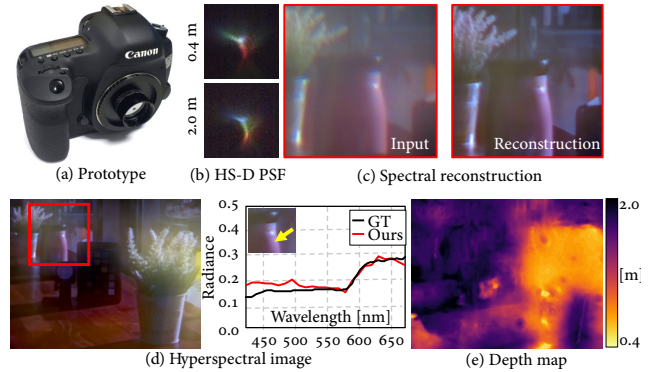 Canon
0.4 m
2.0 m
Input
Reconstruction
(a) Prototype
(b) HS-D PSF
(c) Spectral reconstruction
0.5
0.4
0.3
0.2
0.1
0.0
Radiance
GT
Ours
Wavelength [nm]
450
500
550
600
650
2.0
[m]
0.4
(d) Hyperspectral image
(e) Depth map